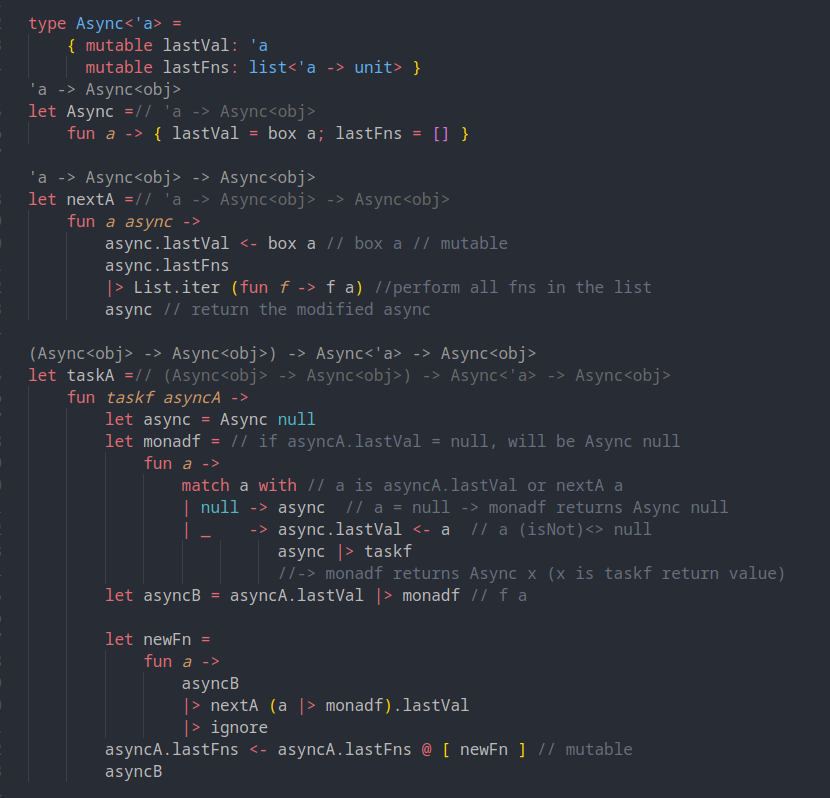 type Async<'a> =
    { mutable lastVal: 'a
      mutable lastFns: list<'a -> unit> }
'a -> Async<obj>
let Async =// 'a -> Async<obj>
    fun a -> { lastVal = box a; lastFns = [] }
'a -> Async<obj> -> Async<obj>
let nextA =// 'a -> Async<obj> -> Async<obj>
    fun a async ->
        async.lastVal <- box a // box a // mutable
        async.lastFns
        |> List.iter (fun f -> f a) //perform all fns in the list
        async // return the modified async
(Async<obj> -> Async<obj>) -> Async<'a> -> Async<obj>
let taskA =// (Async<obj> -> Async<obj>) -> Async<'a> -> Async<obj>
    fun taskf asyncA ->
        let async = Async null
        let monadf = // if asyncA.lastVal = null, will be Async null
            fun a ->
                match a with // a is asyncA.lastVal or nextA a
                | null -> async  // a = null -> monadf returns Async null
                | _    -> async.lastVal <- a  // a (isNot)<> null
                          async |> taskf
                          //-> monadf returns Async x (x is taskf return value)
        let asyncB = asyncA.lastVal |> monadf // f a
        let newFn =
            fun a ->
                asyncB
                |> nextA (a |> monadf).lastVal
                |> ignore
        asyncA.lastFns <- asyncA.lastFns @ [ newFn ] // mutable
        asyncB